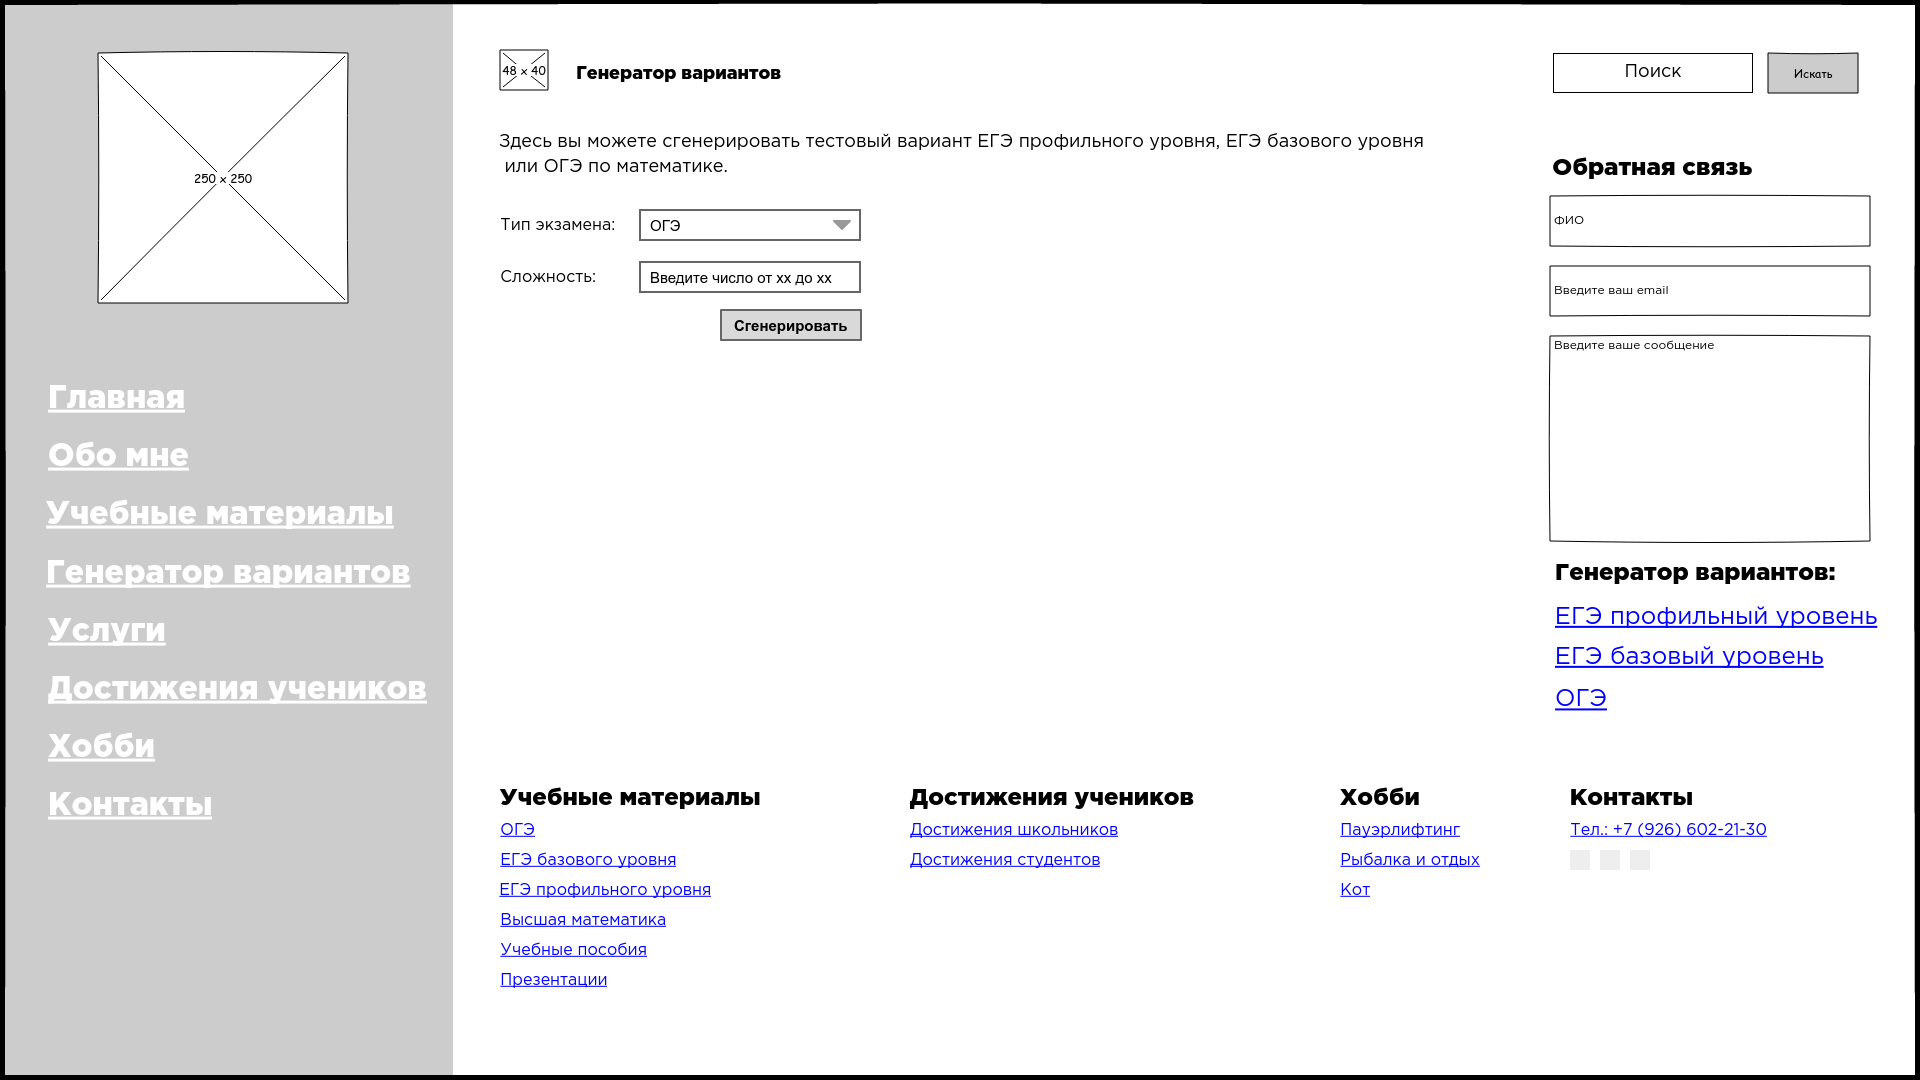 250 x 250
Главная
Обо мне
Учебные материалы
Генератор вариантов
Услуги
Достижения учеников
Хобби
Контакты
48 x 40
Генератор вариантов
Здесь вы можете сгенерировать тестовый вариант ЕГЭ профильного уровня, ЕГЭ базового уровня
или ОГЭ по математике.
Тип экзамена:
ОГЭ
Сложность:
Введите число от xx до xx
Сгенерировать
Поиск
Искать
Обратная связь
ФИО
Введите ваш email
Введите ваше сообщение
Генератор вариантов:
ЕГЭ профильный уровень
ЕГЭ базовый уровень
ОГЭ
Учебные материалы
ОГЭ
ЕГЭ базового уровня
ЕГЭ профильного уровня
Высшая математика
Учебные пособия
Презентации
Достижения учеников
Достижения школьников
Достижения студентов
Хобби
Пауэрлифтинг
Рыбалка и отдых
Кот
Контакты
Тел.: +7 (926) 602-21-30